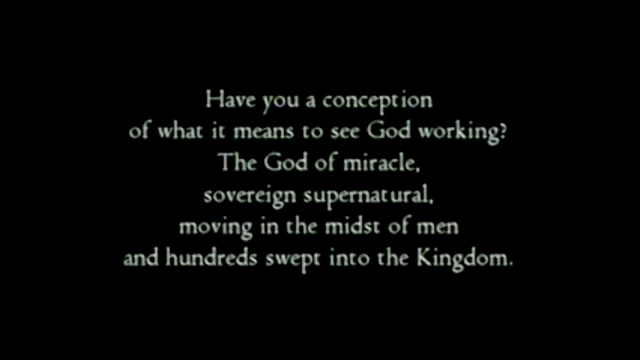 Have you a conception
of what it means to see God working?
The God of miracle,
sovereign supernatural,
moving in the midst of men
and hundreds swept into the Kingdom.